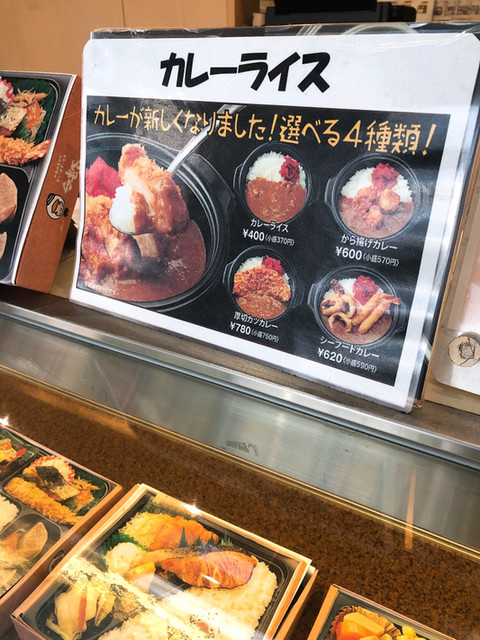 カレーライス
カレーが新しくなりました!選べる4種類!
カレーライス
¥400(小盛370円)
から揚げカレー
¥600(小盛570円)
厚切カツカレー
¥780(小盛750円)
シーフードカレー
¥620(小盛590円)